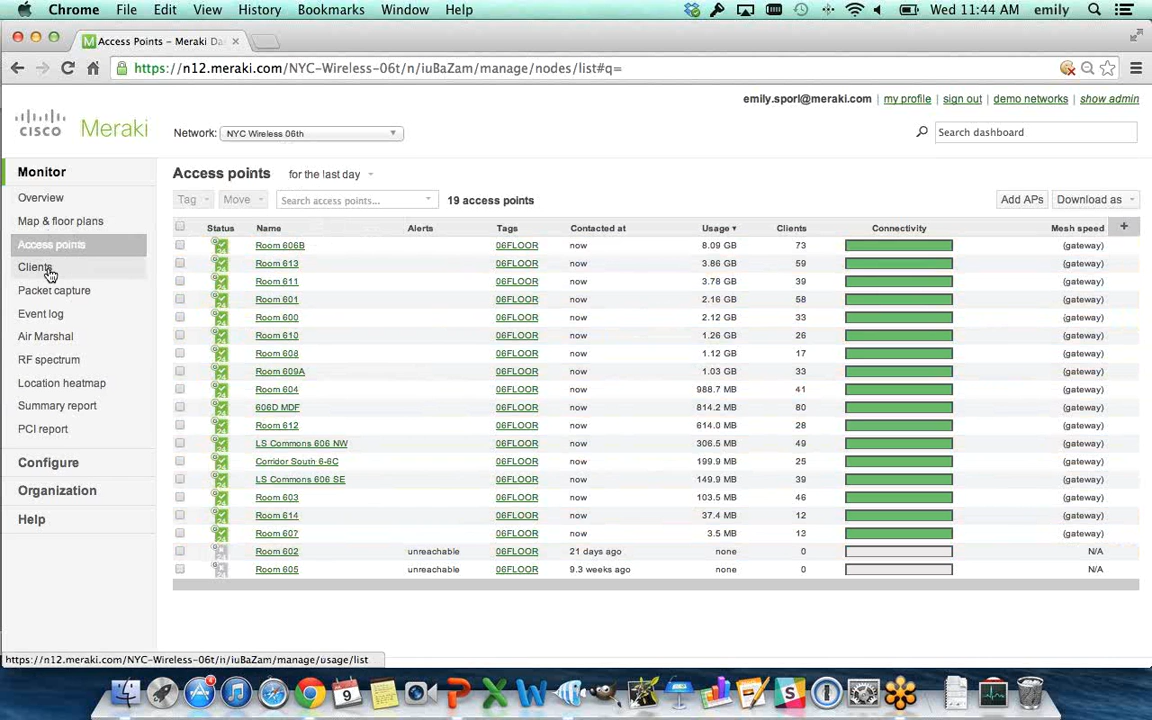 Chrome File Edit View History Bookmarks Window Help Wed 11:44 AM emily
Access Points - Meraki Da
https://n12.meraki.com/NYC-Wireless-06t/n/iuBaZam/manage/nodes/list#q=
emily.sporl@meraki.com my profile sign out demo networks show admin
cisco Meraki Network: NYC Wireless 06th Search dashboard
Monitor
Overview
Map & floor plans
Access points
Clients
Packet capture
Event log
Air Marshal
RF spectrum
Location heatmap
Summary report
PCI report
Configure
Organization
Help
Access points for the last day
Tag Move Search access points... 19 access points Add APs Download as
Status Name Alerts Tags Contacted at Usage Clients Connectivity Mesh speed +
Room 606B 06FLOOR now 8.09 GB 73 (gateway)
Room 613 06FLOOR now 3.86 GB 59 (gateway)
Room 611 06FLOOR now 3.78 GB 39 (gateway)
Room 601 06FLOOR now 2.16 GB 58 (gateway)
Room 600 06FLOOR now 2.12 GB 33 (gateway)
Room 610 06FLOOR now 1.26 GB 26 (gateway)
Room 608 06FLOOR now 1.12 GB 17 (gateway)
Room 609A 06FLOOR now 1.03 GB 33 (gateway)
Room 604 06FLOOR now 988.7 MB 41 (gateway)
606D MDF 06FLOOR now 814.2 MB 80 (gateway)
Room 612 06FLOOR now 614.0 MB 28 (gateway)
LS Commons 606 NW 06FLOOR now 306.5 MB 49 (gateway)
Corridor South 6-6C 06FLOOR now 199.9 MB 25 (gateway)
LS Commons 606 SE 06FLOOR now 149.9 MB 39 (gateway)
Room 603 06FLOOR now 103.5 MB 46 (gateway)
Room 614 06FLOOR now 37.4 MB 12 (gateway)
Room 607 06FLOOR now 3.5 MB 13 (gateway)
Room 602 unreachable 06FLOOR 21 days ago none 0 N/A
Room 605 unreachable 06FLOOR 9.3 weeks ago none 0 N/A
https://n12.meraki.com/NYC-Wireless-06t/n/iuBaZam/manage/usage/list